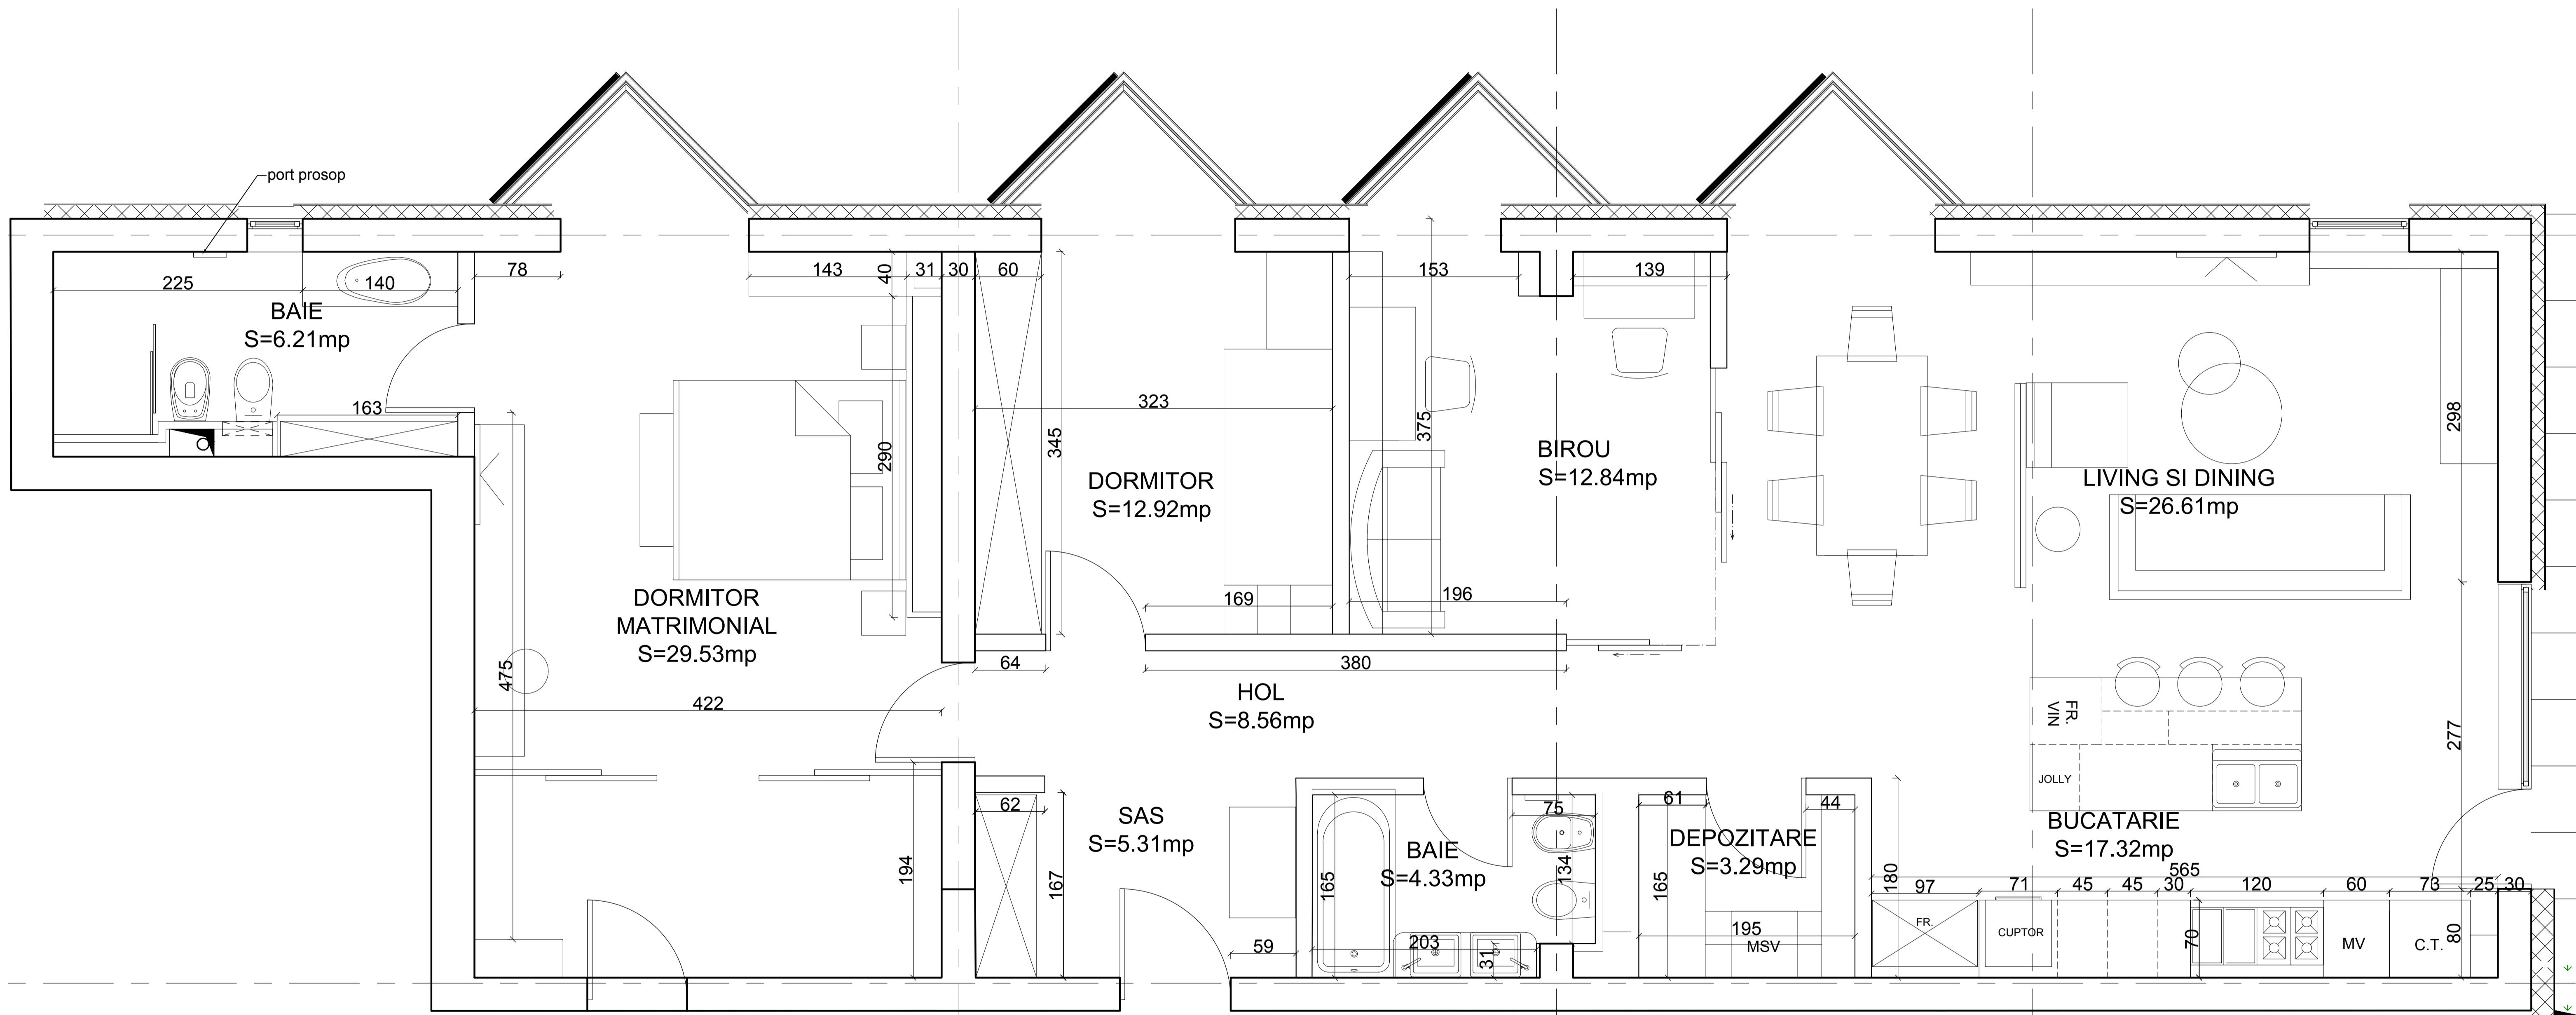 port prosop
225
140
78
143
40
31
30
60
153
139
BAIE
S=6.21mp
163
290
345
323
375
298
DORMITOR
S=12.92mp
BIROU
S=12.84mp
LIVING SI DINING
S=26.61mp
DORMITOR
MATRIMONIAL
S=29.53mp
475
422
169
196
64
380
HOL
S=8.56mp
FR.
VIN
277
JOLLY
62
SAS
S=5.31mp
194
167
59
75
61
44
BAIE
S=4.33mp
165
134
203
31
DEPOZITARE
S=3.29mp
165
195
MSV
180
BUCATARIE
S=17.32mp
565
97
71
45
45
30
120
60
73
25
30
FR.
CUPTOR
70
MV
C.T.
80